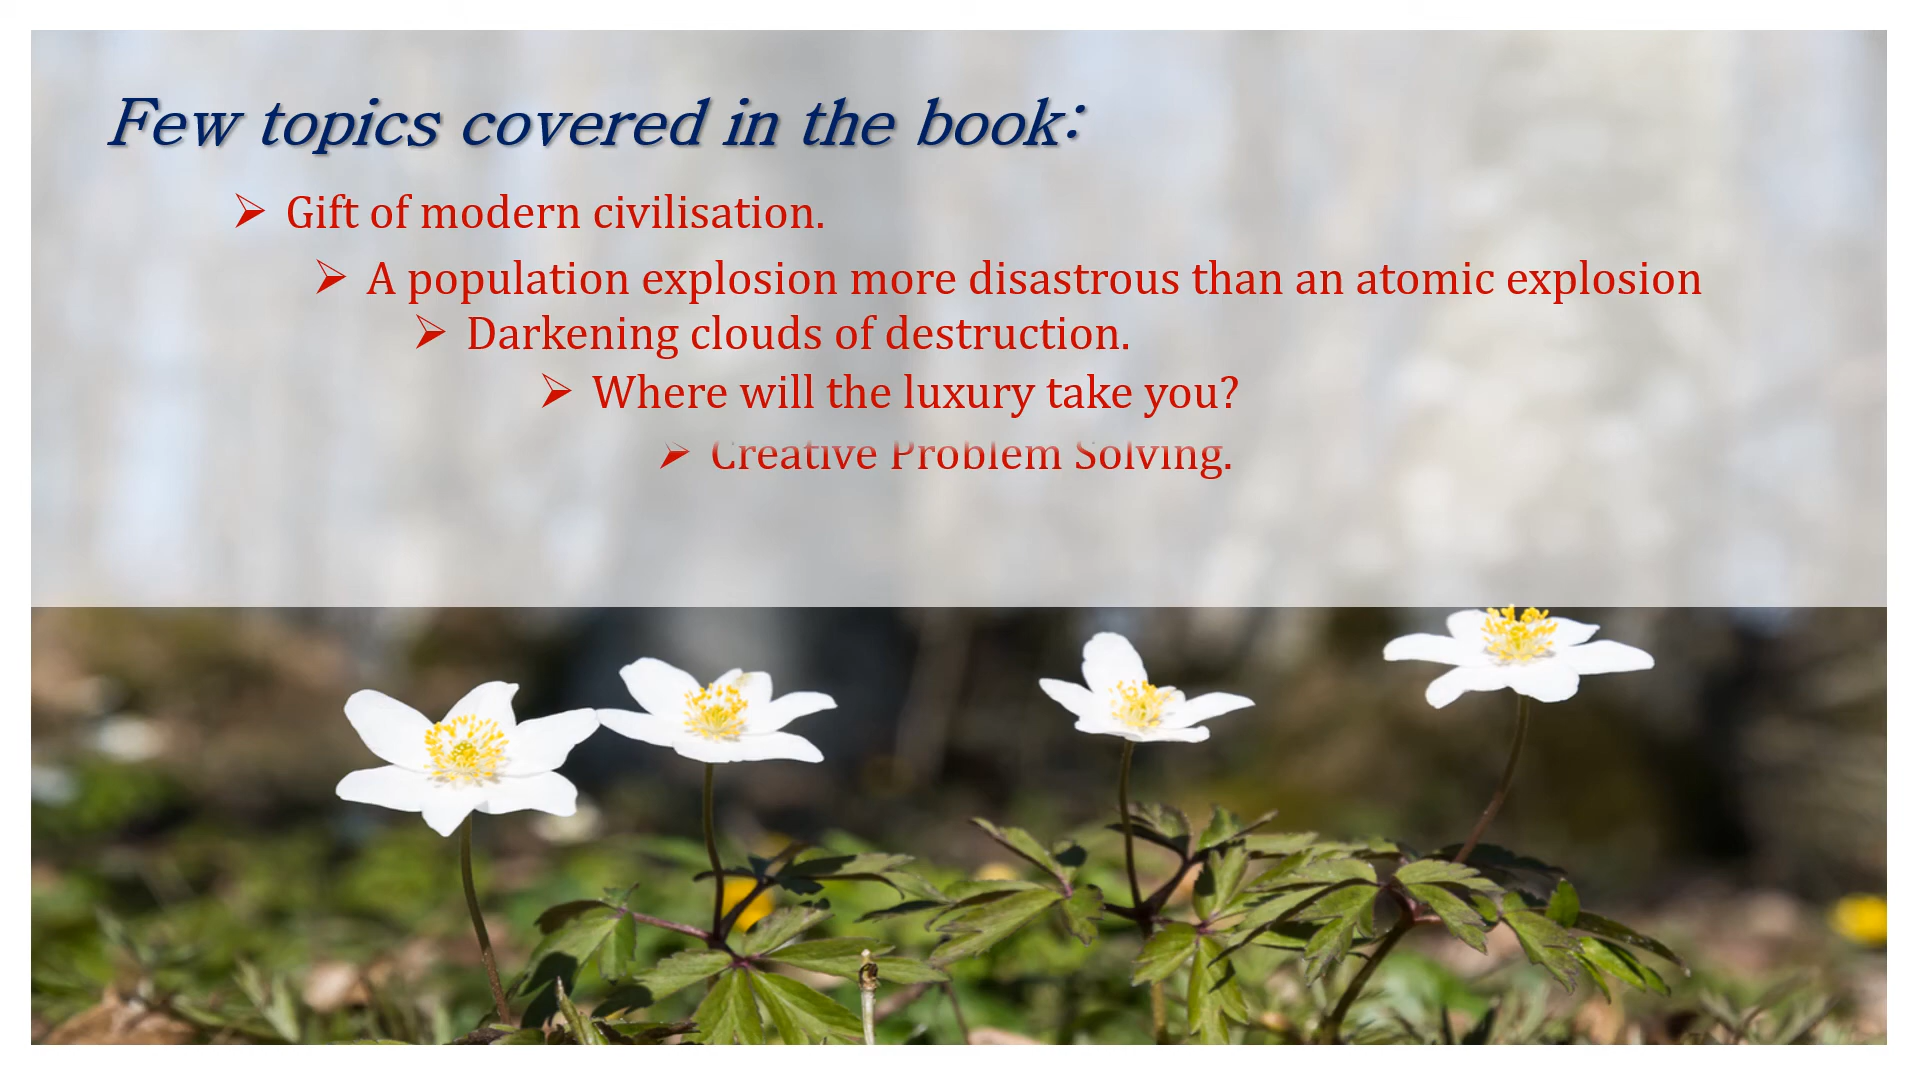 Few topics covered in the book:
➢ Gift of modern civilisation.
➢ A population explosion more disastrous than an atomic explosion
➢ Darkening clouds of destruction.
➢ Where will the luxury take you?
➢ Creative Problem Solving.